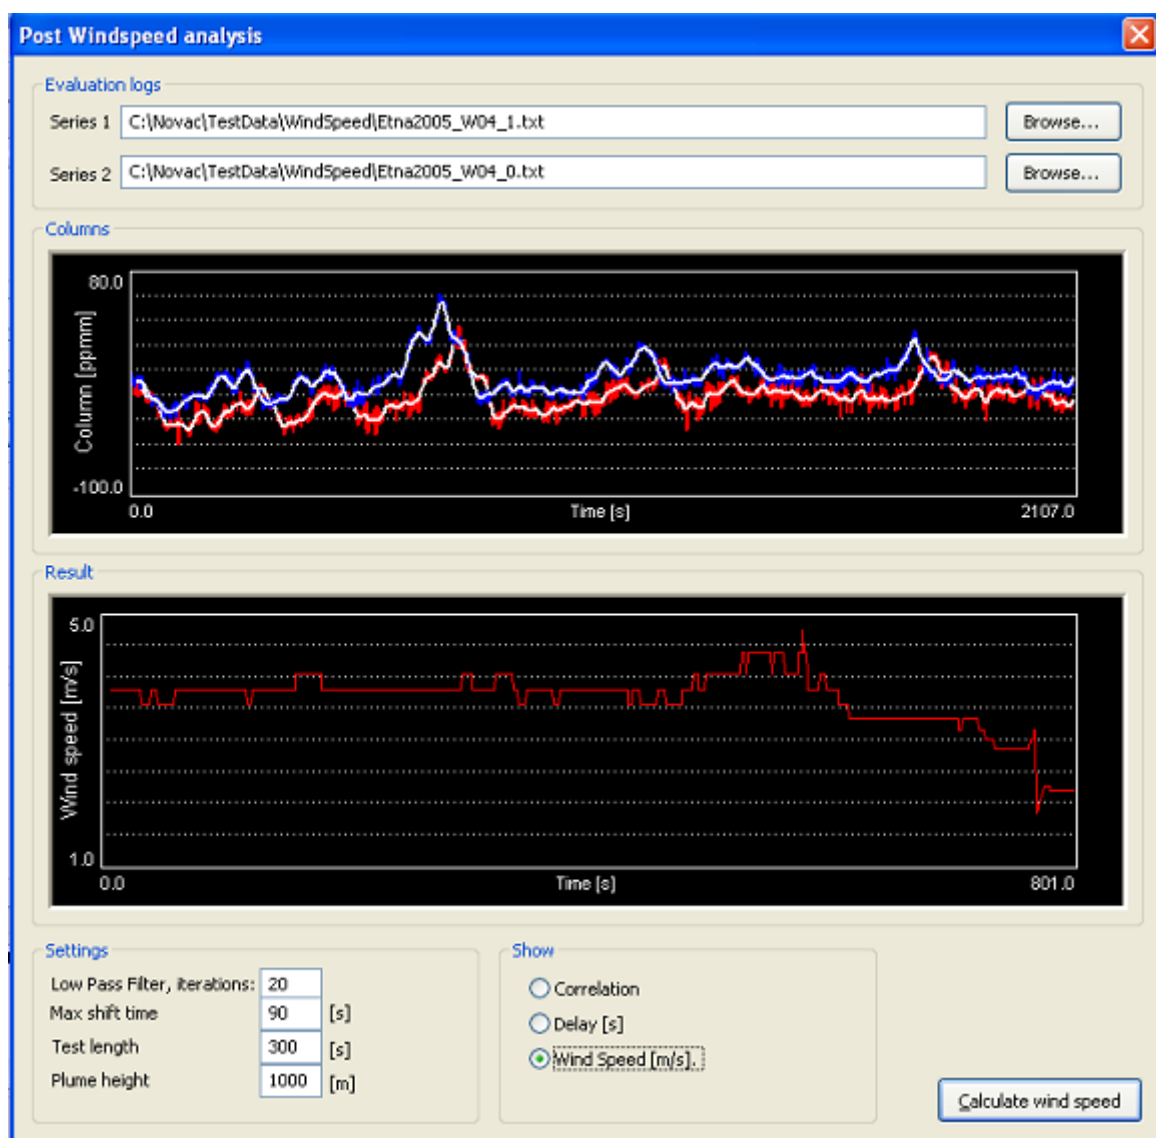 Post Windspeed analysis
Evaluation logs
Series 1 C:\Novac\TestData\WindSpeed\Etna2005_W04_1.txt Browse...
Series 2 C:\Novac\TestData\WindSpeed\Etna2005_W04_0.txt Browse...
Columns
80.0
Column [ppmm]
-100.0
0.0 Time [s] 2107.0
Result
5.0
Wind speed [m/s]
1.0
0.0 Time [s] 801.0
Settings
Low Pass Filter, iterations: 20
Max shift time 90 [s]
Test length 300 [s]
Plume height 1000 [m]
Show
Correlation
Delay [s]
Wind Speed [m/s].
Calculate wind speed